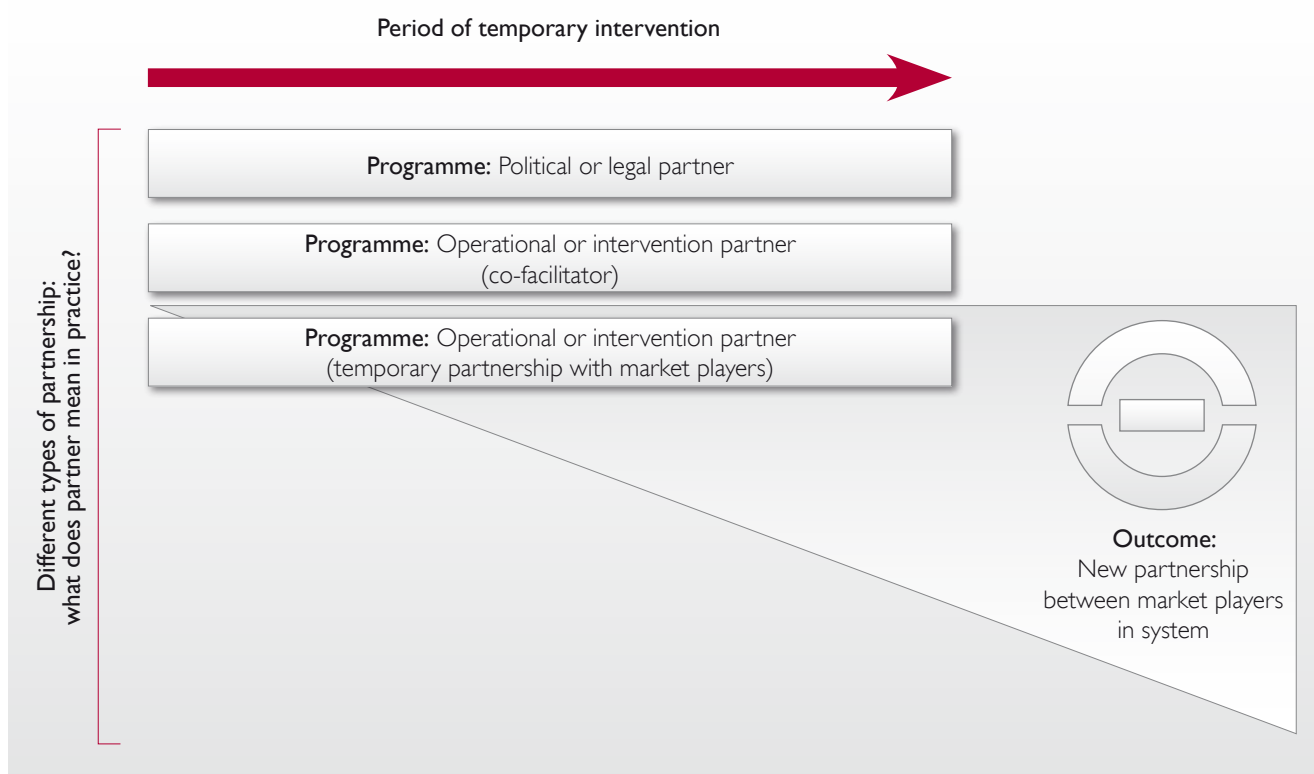 Period of temporary intervention
Programme: Political or legal partner
Programme: Operational or intervention partner
(co-facilitator)
Programme: Operational or intervention partner
(temporary partnership with market players)
Different types of partnership:
what does partner mean in practice?
Outcome:
New partnership
between market players
in system